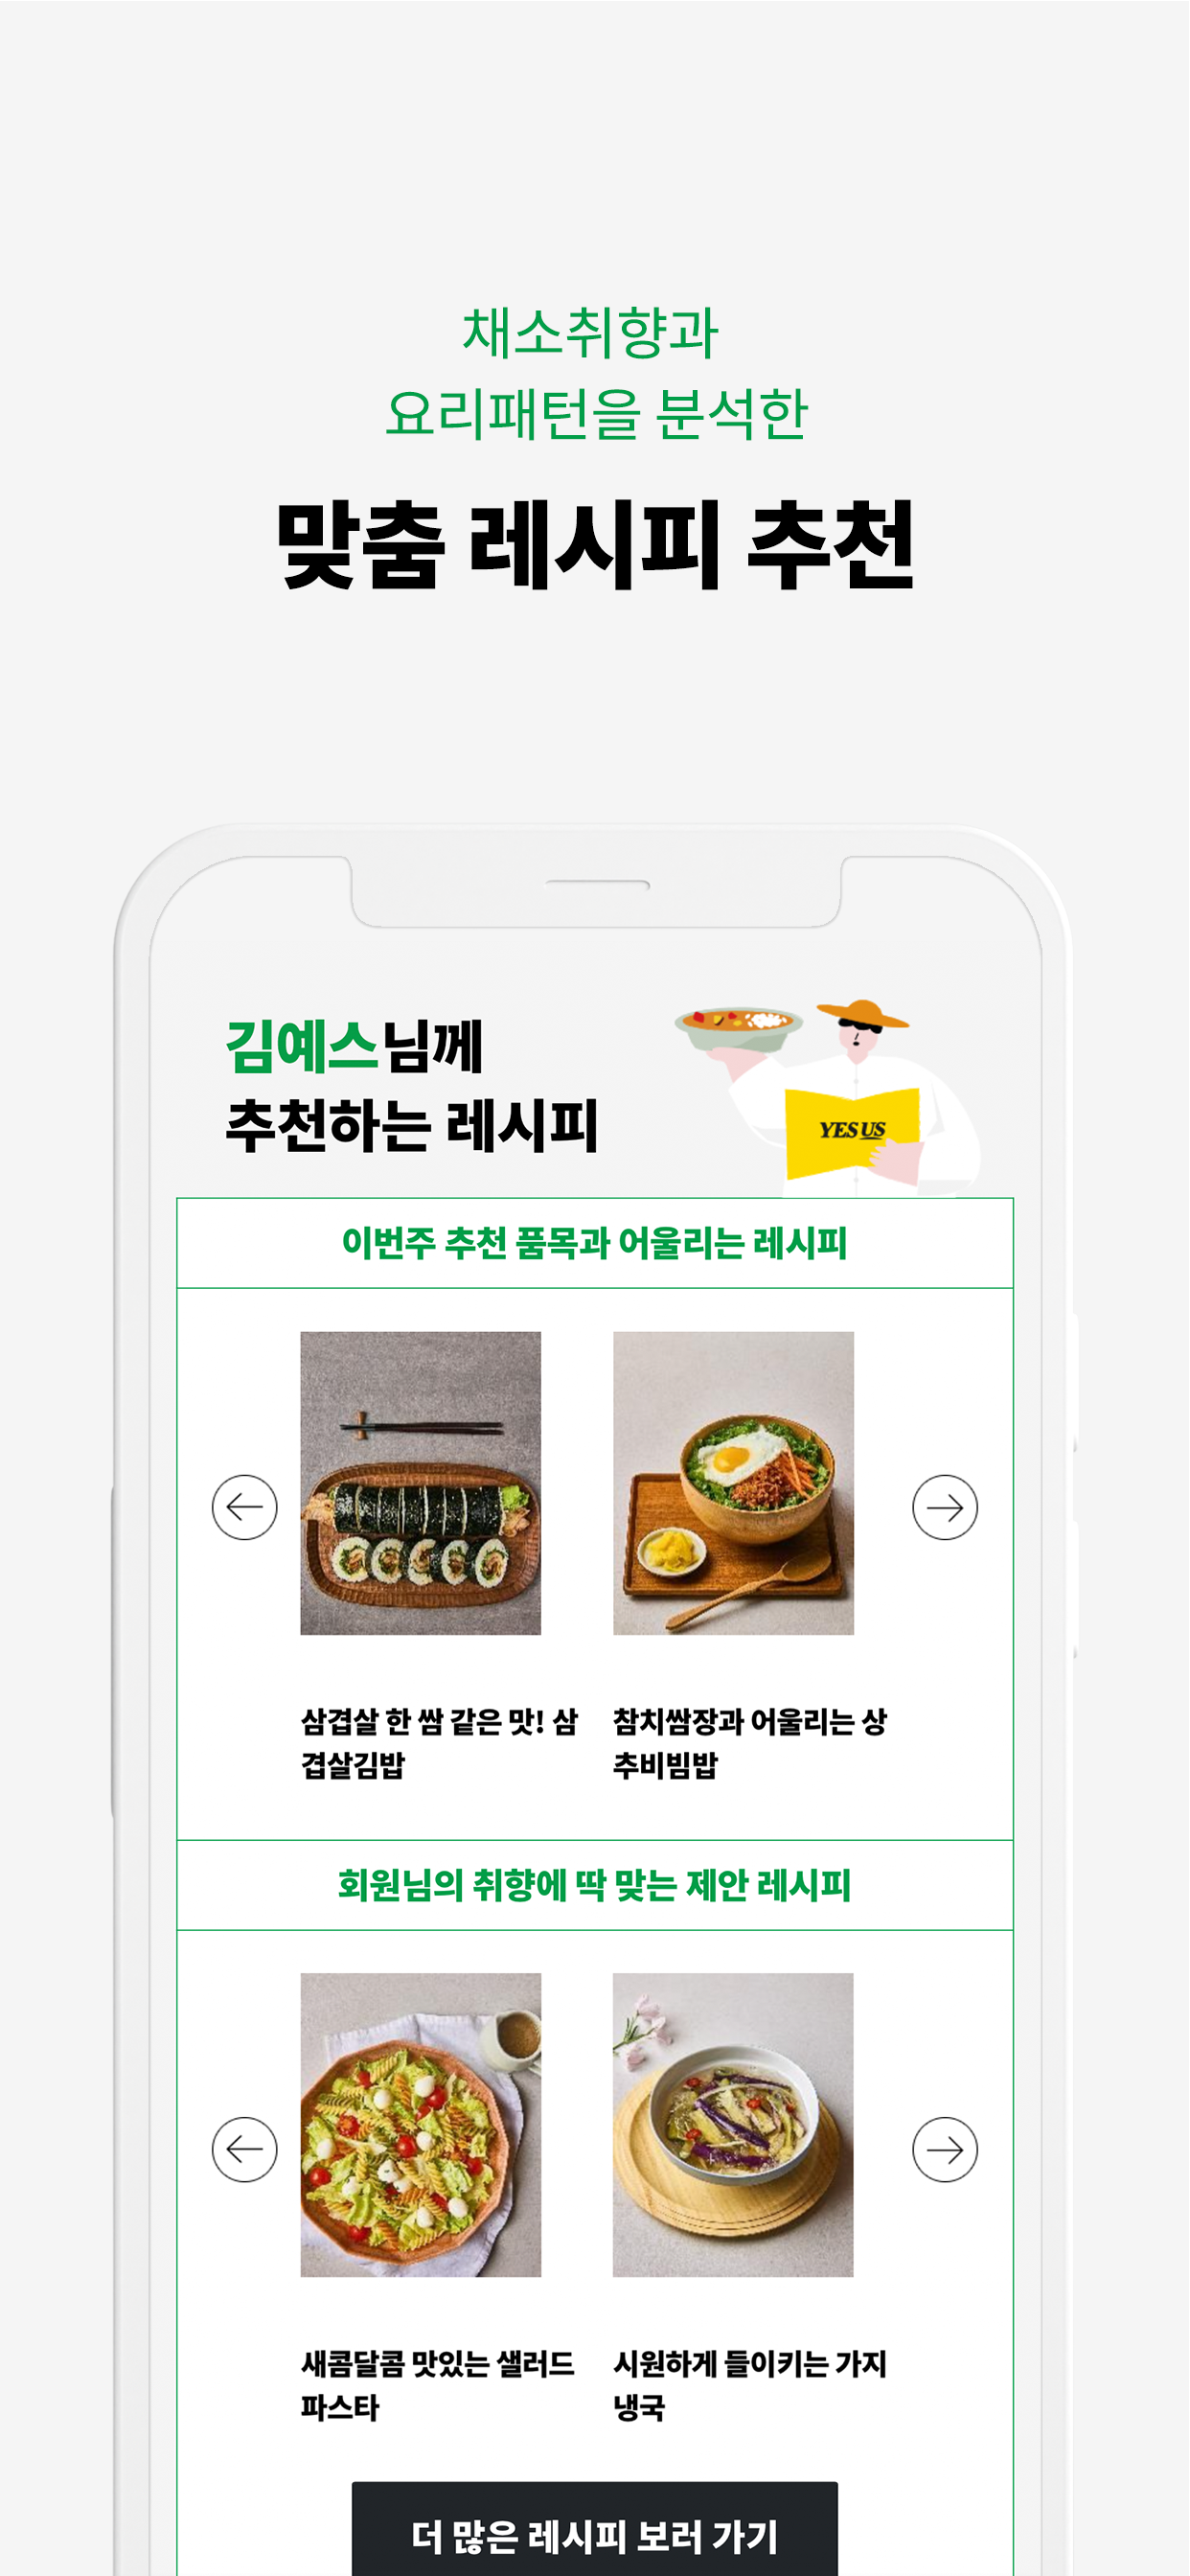 채소취향과
요리패턴을 분석한
맞춤 레시피 추천
김예스님께
추천하는 레시피
YES US
이번주 추천 품목과 어울리는 레시피
삼겹살 한 쌈 같은 맛! 삼
겹살김밥
참치쌈장과 어울리는 상
추비빔밥
회원님의 취향에 딱 맞는 제안 레시피
새콤달콤 맛있는 샐러드
파스타
시원하게 들이키는 가지
냉국
더 많은 레시피 보러 가기